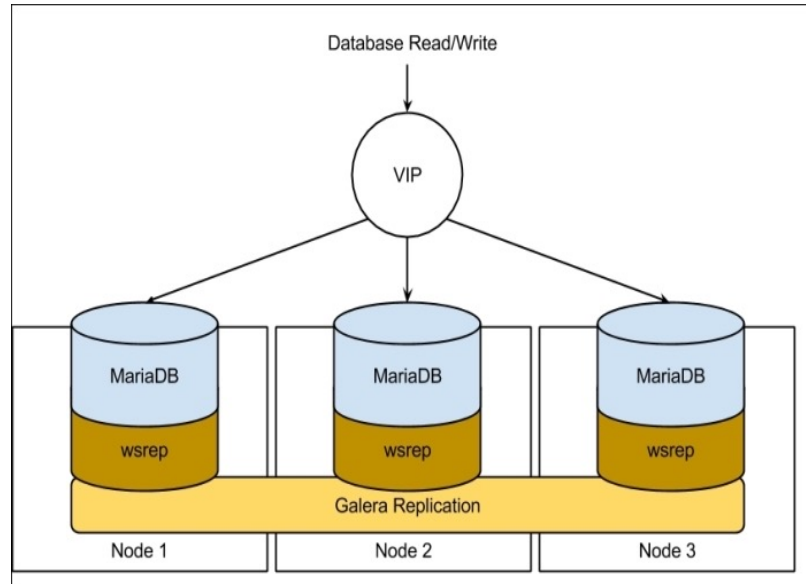 Database Read/Write
VIP
MariaDB
MariaDB
MariaDB
wsrep
wsrep
wsrep
Galera Replication
Node 1
Node 2
Node 3